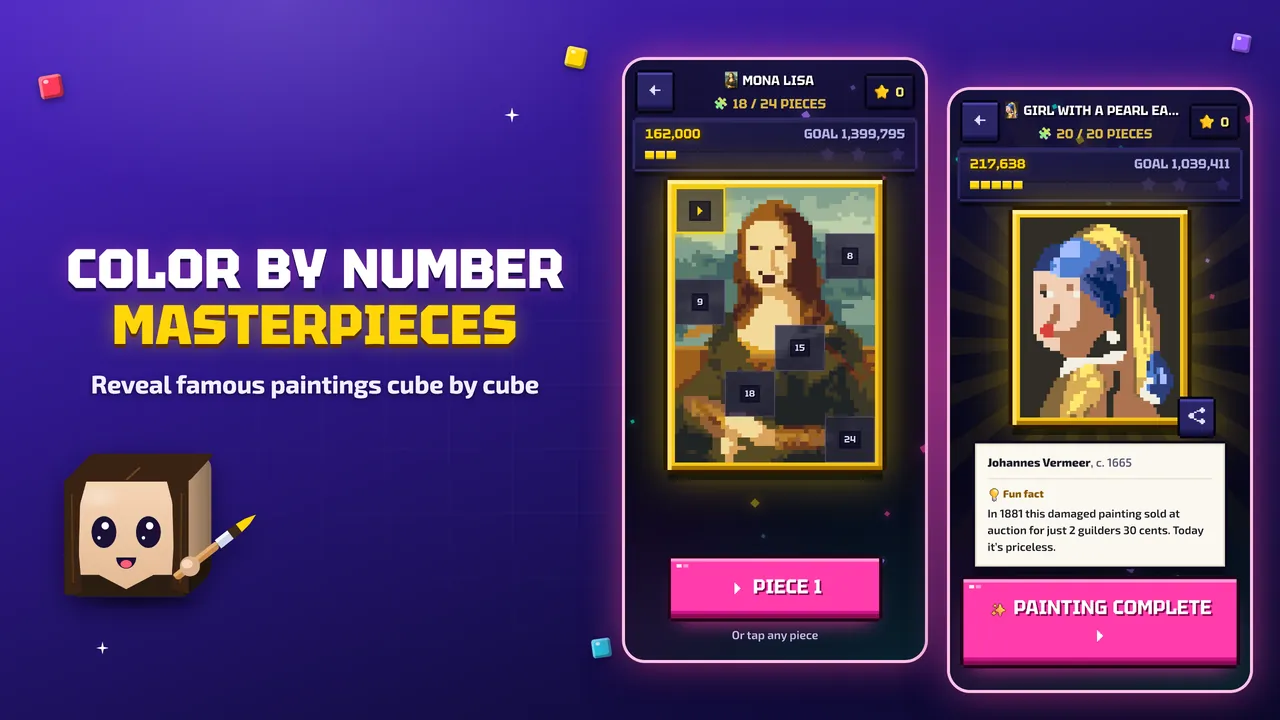 COLOR BY NUMBER
MASTERPIECES
Reveal famous paintings cube by cube
MONA LISA
18 / 24 PIECES
0
162,000
GOAL 1,399,795
8
9
15
18
24
PIECE 1
Or tap any piece
GIRL WITH A PEARL EA...
20 / 20 PIECES
0
217,638
GOAL 1,039,411
Johannes Vermeer, c. 1665
Fun fact
In 1881 this damaged painting sold at
auction for just 2 guilders 30 cents. Today
it's priceless.
PAINTING COMPLETE